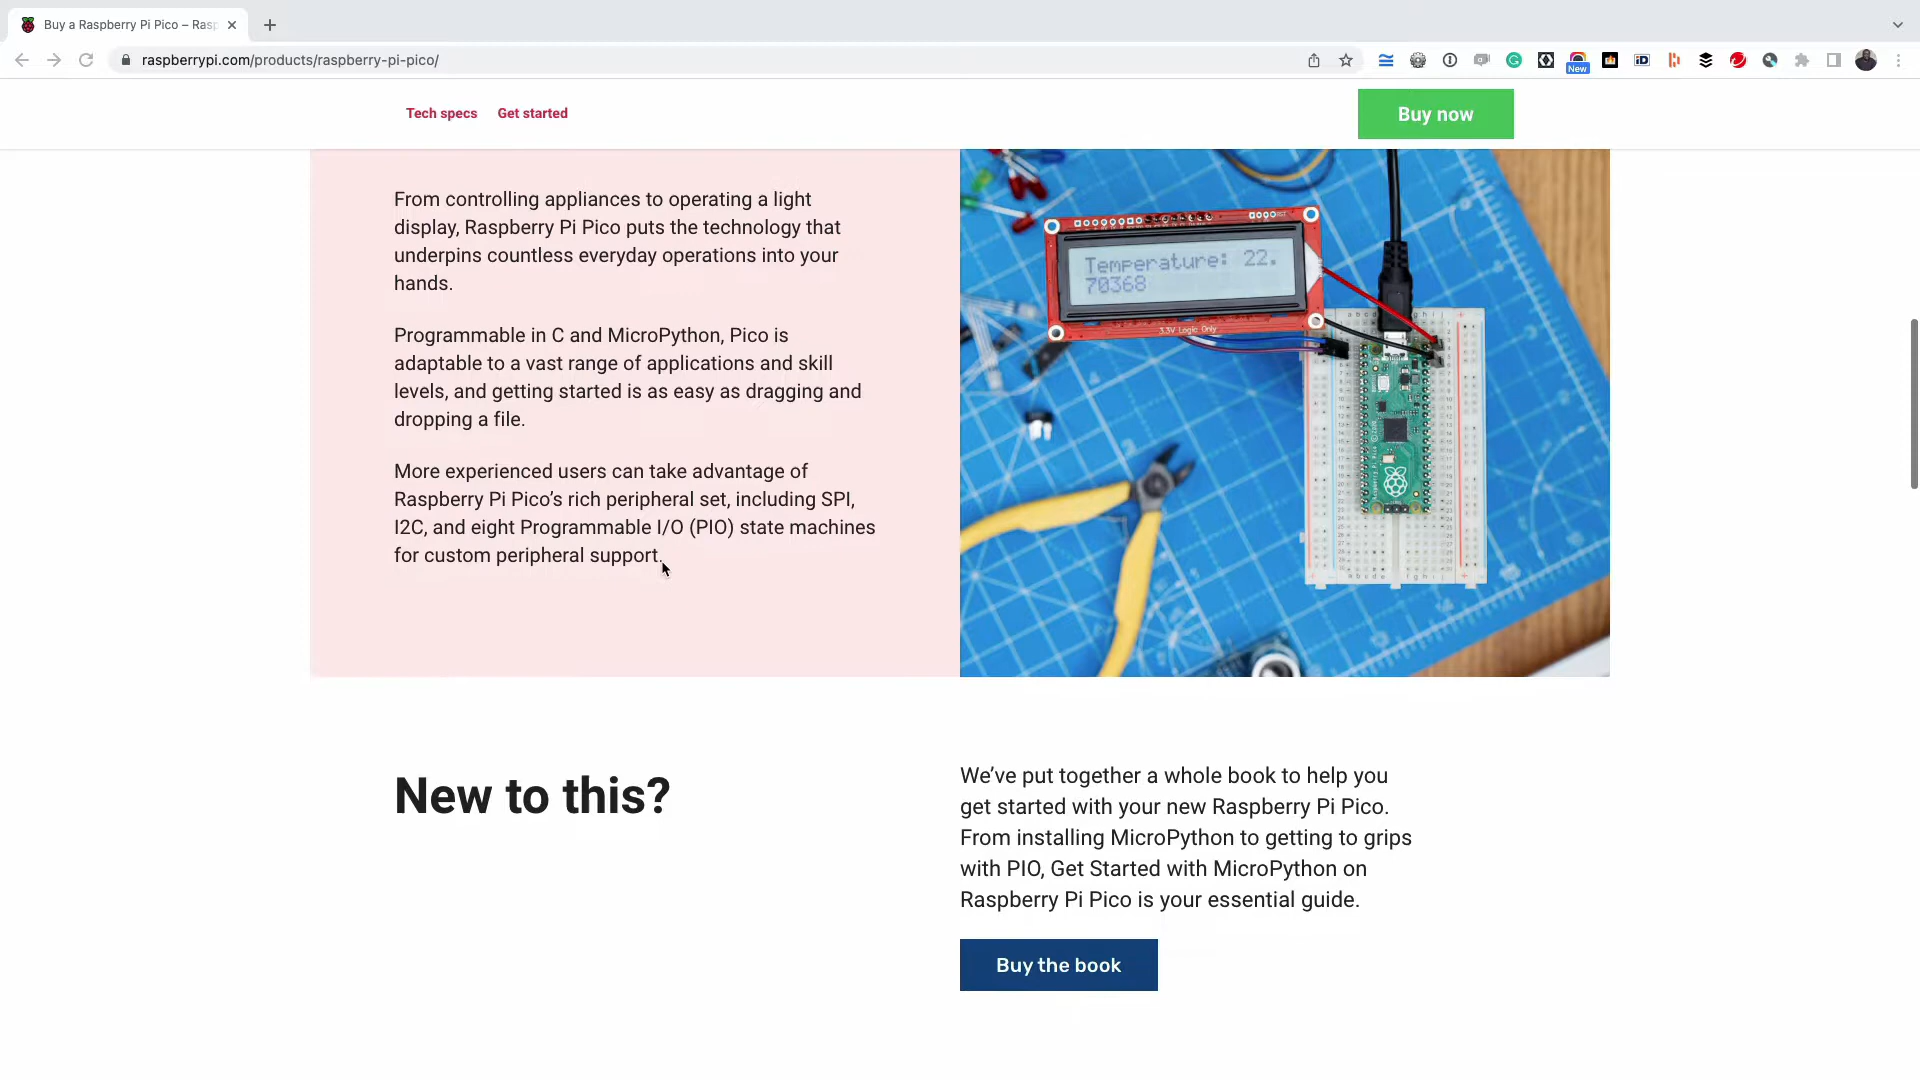 Buy a Raspberry Pi Pico – Rasp
raspberrypi.com/products/raspberry-pi-pico/
New
Tech specs Get started
Buy now
From controlling appliances to operating a light
display, Raspberry Pi Pico puts the technology that
underpins countless everyday operations into your
hands.
Programmable in C and MicroPython, Pico is
adaptable to a vast range of applications and skill
levels, and getting started is as easy as dragging and
dropping a file.
More experienced users can take advantage of
Raspberry Pi Pico’s rich peripheral set, including SPI,
I2C, and eight Programmable I/O (PIO) state machines
for custom peripheral support.
Temperature: 22.
70368
3.3V Logic Only
New to this?
We’ve put together a whole book to help you
get started with your new Raspberry Pi Pico.
From installing MicroPython to getting to grips
with PIO, Get Started with MicroPython on
Raspberry Pi Pico is your essential guide.
Buy the book